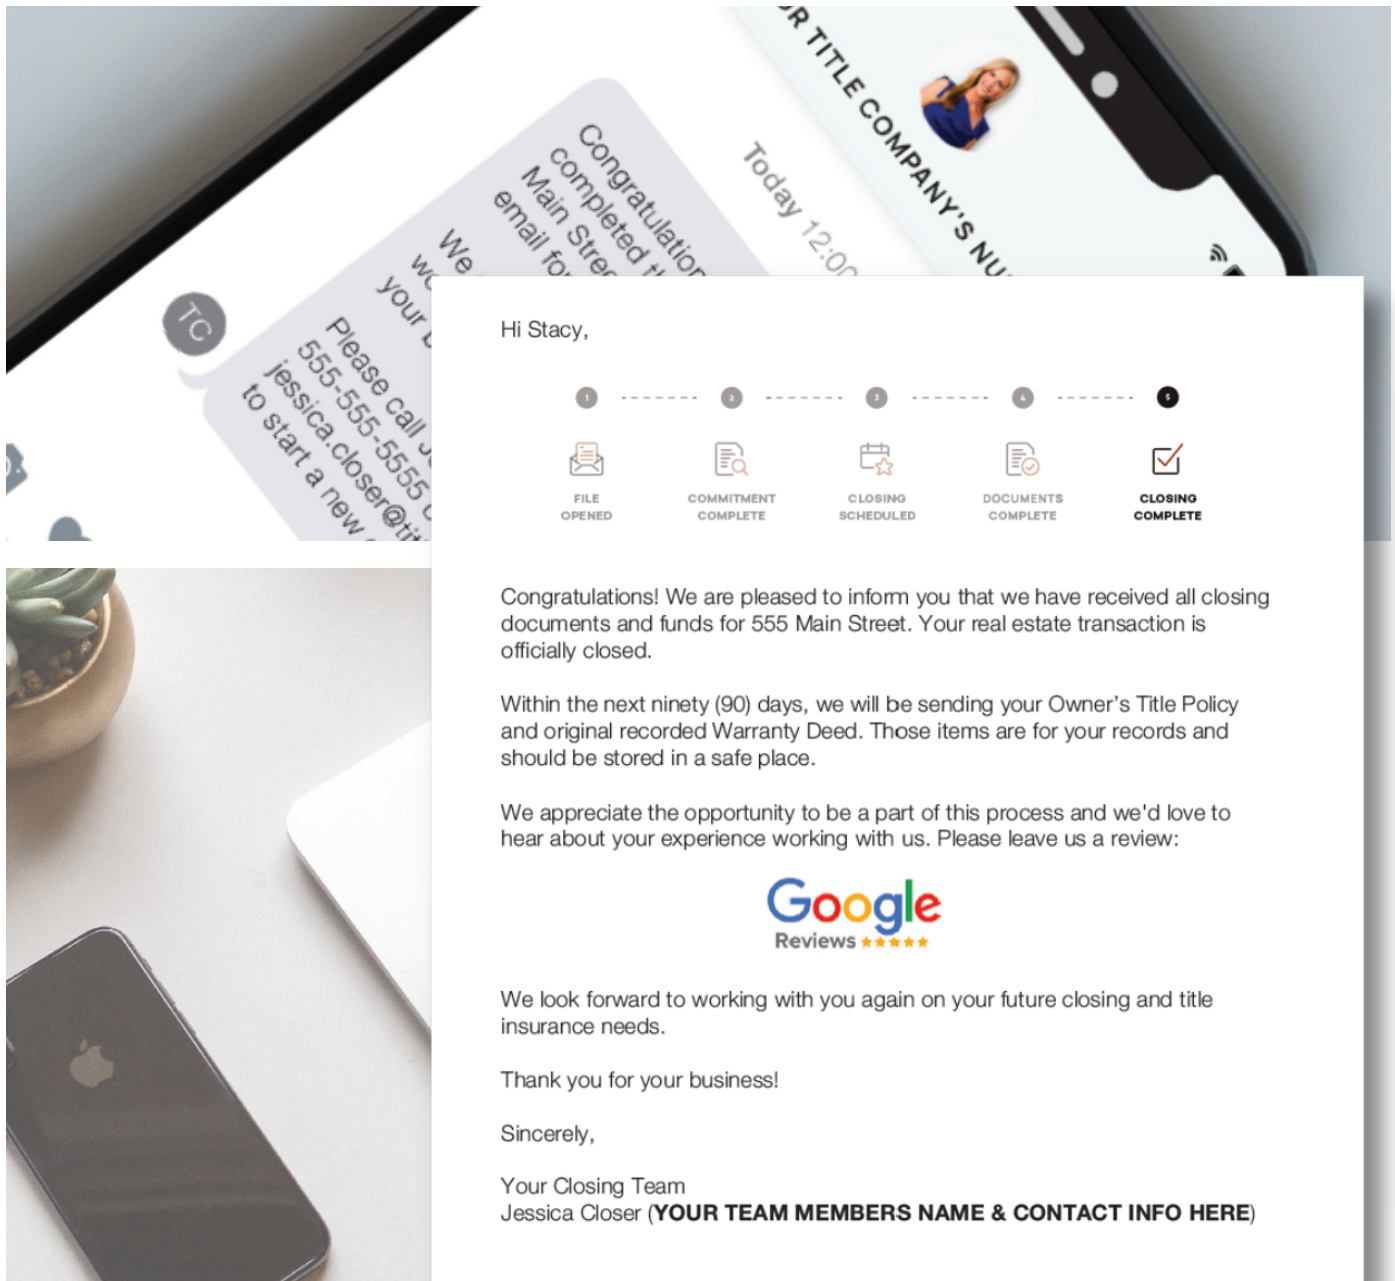 OR TITLE COMPANY'S NU
Today 12:00
Congratulation
completed th
Main Stree
email fo
We
wo
your b
Please call J
555-555-5555 o
jessica.closer@tit
to start a new
TC
Hi Stacy,
1 2 3 4 5
FILE OPENED
COMMITMENT COMPLETE
CLOSING SCHEDULED
DOCUMENTS COMPLETE
CLOSING COMPLETE
Congratulations! We are pleased to inform you that we have received all closing
documents and funds for 555 Main Street. Your real estate transaction is
officially closed.
Within the next ninety (90) days, we will be sending your Owner's Title Policy
and original recorded Warranty Deed. Those items are for your records and
should be stored in a safe place.
We appreciate the opportunity to be a part of this process and we'd love to
hear about your experience working with us. Please leave us a review:
Google
Reviews
We look forward to working with you again on your future closing and title
insurance needs.
Thank you for your business!
Sincerely,
Your Closing Team
Jessica Closer (YOUR TEAM MEMBERS NAME & CONTACT INFO HERE)